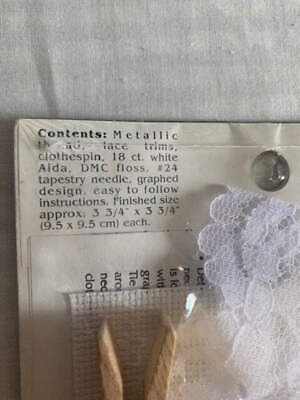 Contents: Metallic
thread, lace trims,
clothespin, 18 ct. white
Aida, DMC floss, #24
tapestry needle, graphed
design, easy to follow
instructions. Finished size
approx: 3 3/4" x 3 3/4"
(9.5 x 9.5 cm) each.